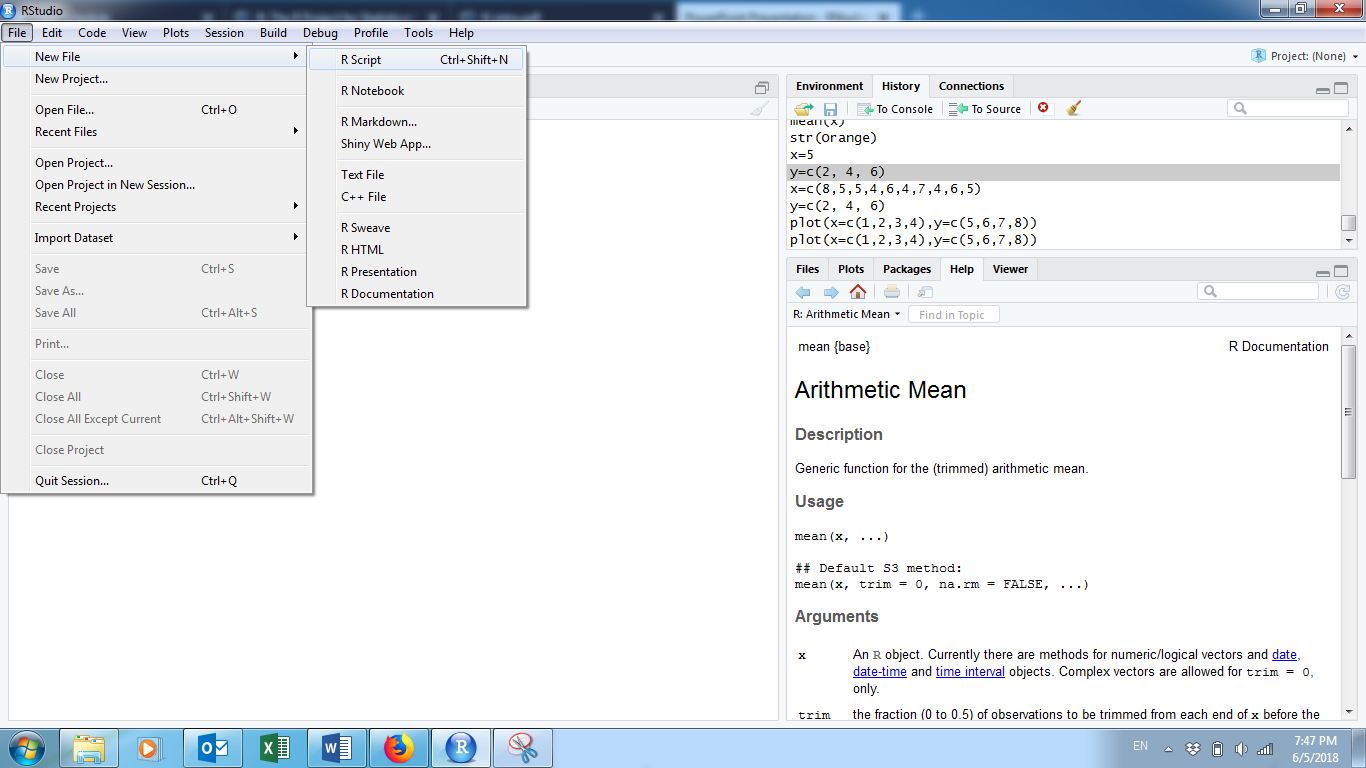 RStudio
File Edit Code View Plots Session Build Debug Profile Tools Help
Project: (None)
New File
New Project...
Open File... Ctrl+O
Recent Files
Open Project...
Open Project in New Session...
Recent Projects
Import Dataset
Save Ctrl+S
Save As...
Save All Ctrl+Alt+S
Print...
Close Ctrl+W
Close All Ctrl+Shift+W
Close All Except Current Ctrl+Alt+Shift+W
Close Project
Quit Session... Ctrl+Q
R Script Ctrl+Shift+N
R Notebook
R Markdown...
Shiny Web App...
Text File
C++ File
R Sweave
R HTML
R Presentation
R Documentation
Environment History Connections
To Console To Source
mean(x)
str(Orange)
x=5
y=c(2, 4, 6)
x=c(8,5,5,4,6,4,7,4,6,5)
y=c(2, 4, 6)
plot(x=c(1,2,3,4),y=c(5,6,7,8))
plot(x=c(1,2,3,4),y=c(5,6,7,8))
Files Plots Packages Help Viewer
R: Arithmetic Mean Find in Topic
mean {base} R Documentation
Arithmetic Mean
Description
Generic function for the (trimmed) arithmetic mean.
Usage
mean(x, ...)
## Default S3 method:
mean(x, trim = 0, na.rm = FALSE, ...)
Arguments
x An R object. Currently there are methods for numeric/logical vectors and date,
date-time and time interval objects. Complex vectors are allowed for trim = 0,
only.
trim the fraction (0 to 0.5) of observations to be trimmed from each end of x before the
EN 7:47 PM
6/5/2018